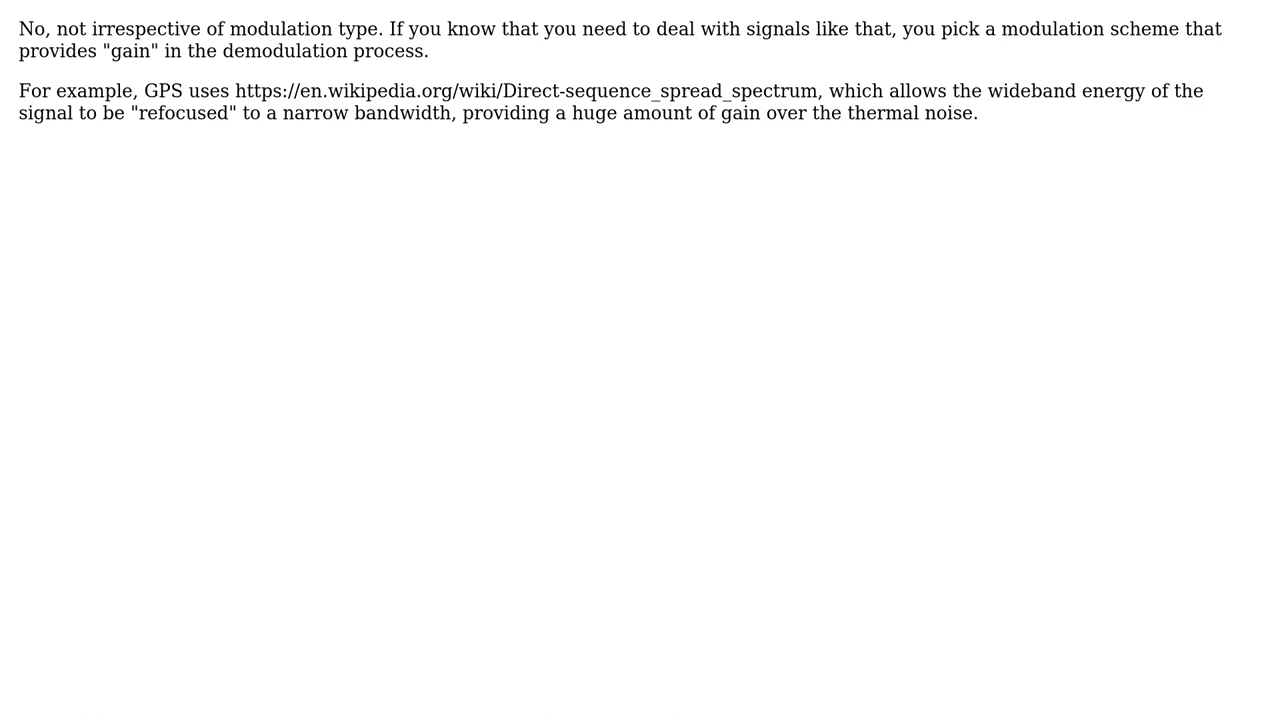 No, not irrespective of modulation type. If you know that you need to deal with signals like that, you pick a modulation scheme that
provides "gain" in the demodulation process.
For example, GPS uses https://en.wikipedia.org/wiki/Direct-sequence_spread_spectrum, which allows the wideband energy of the
signal to be "refocused" to a narrow bandwidth, providing a huge amount of gain over the thermal noise.